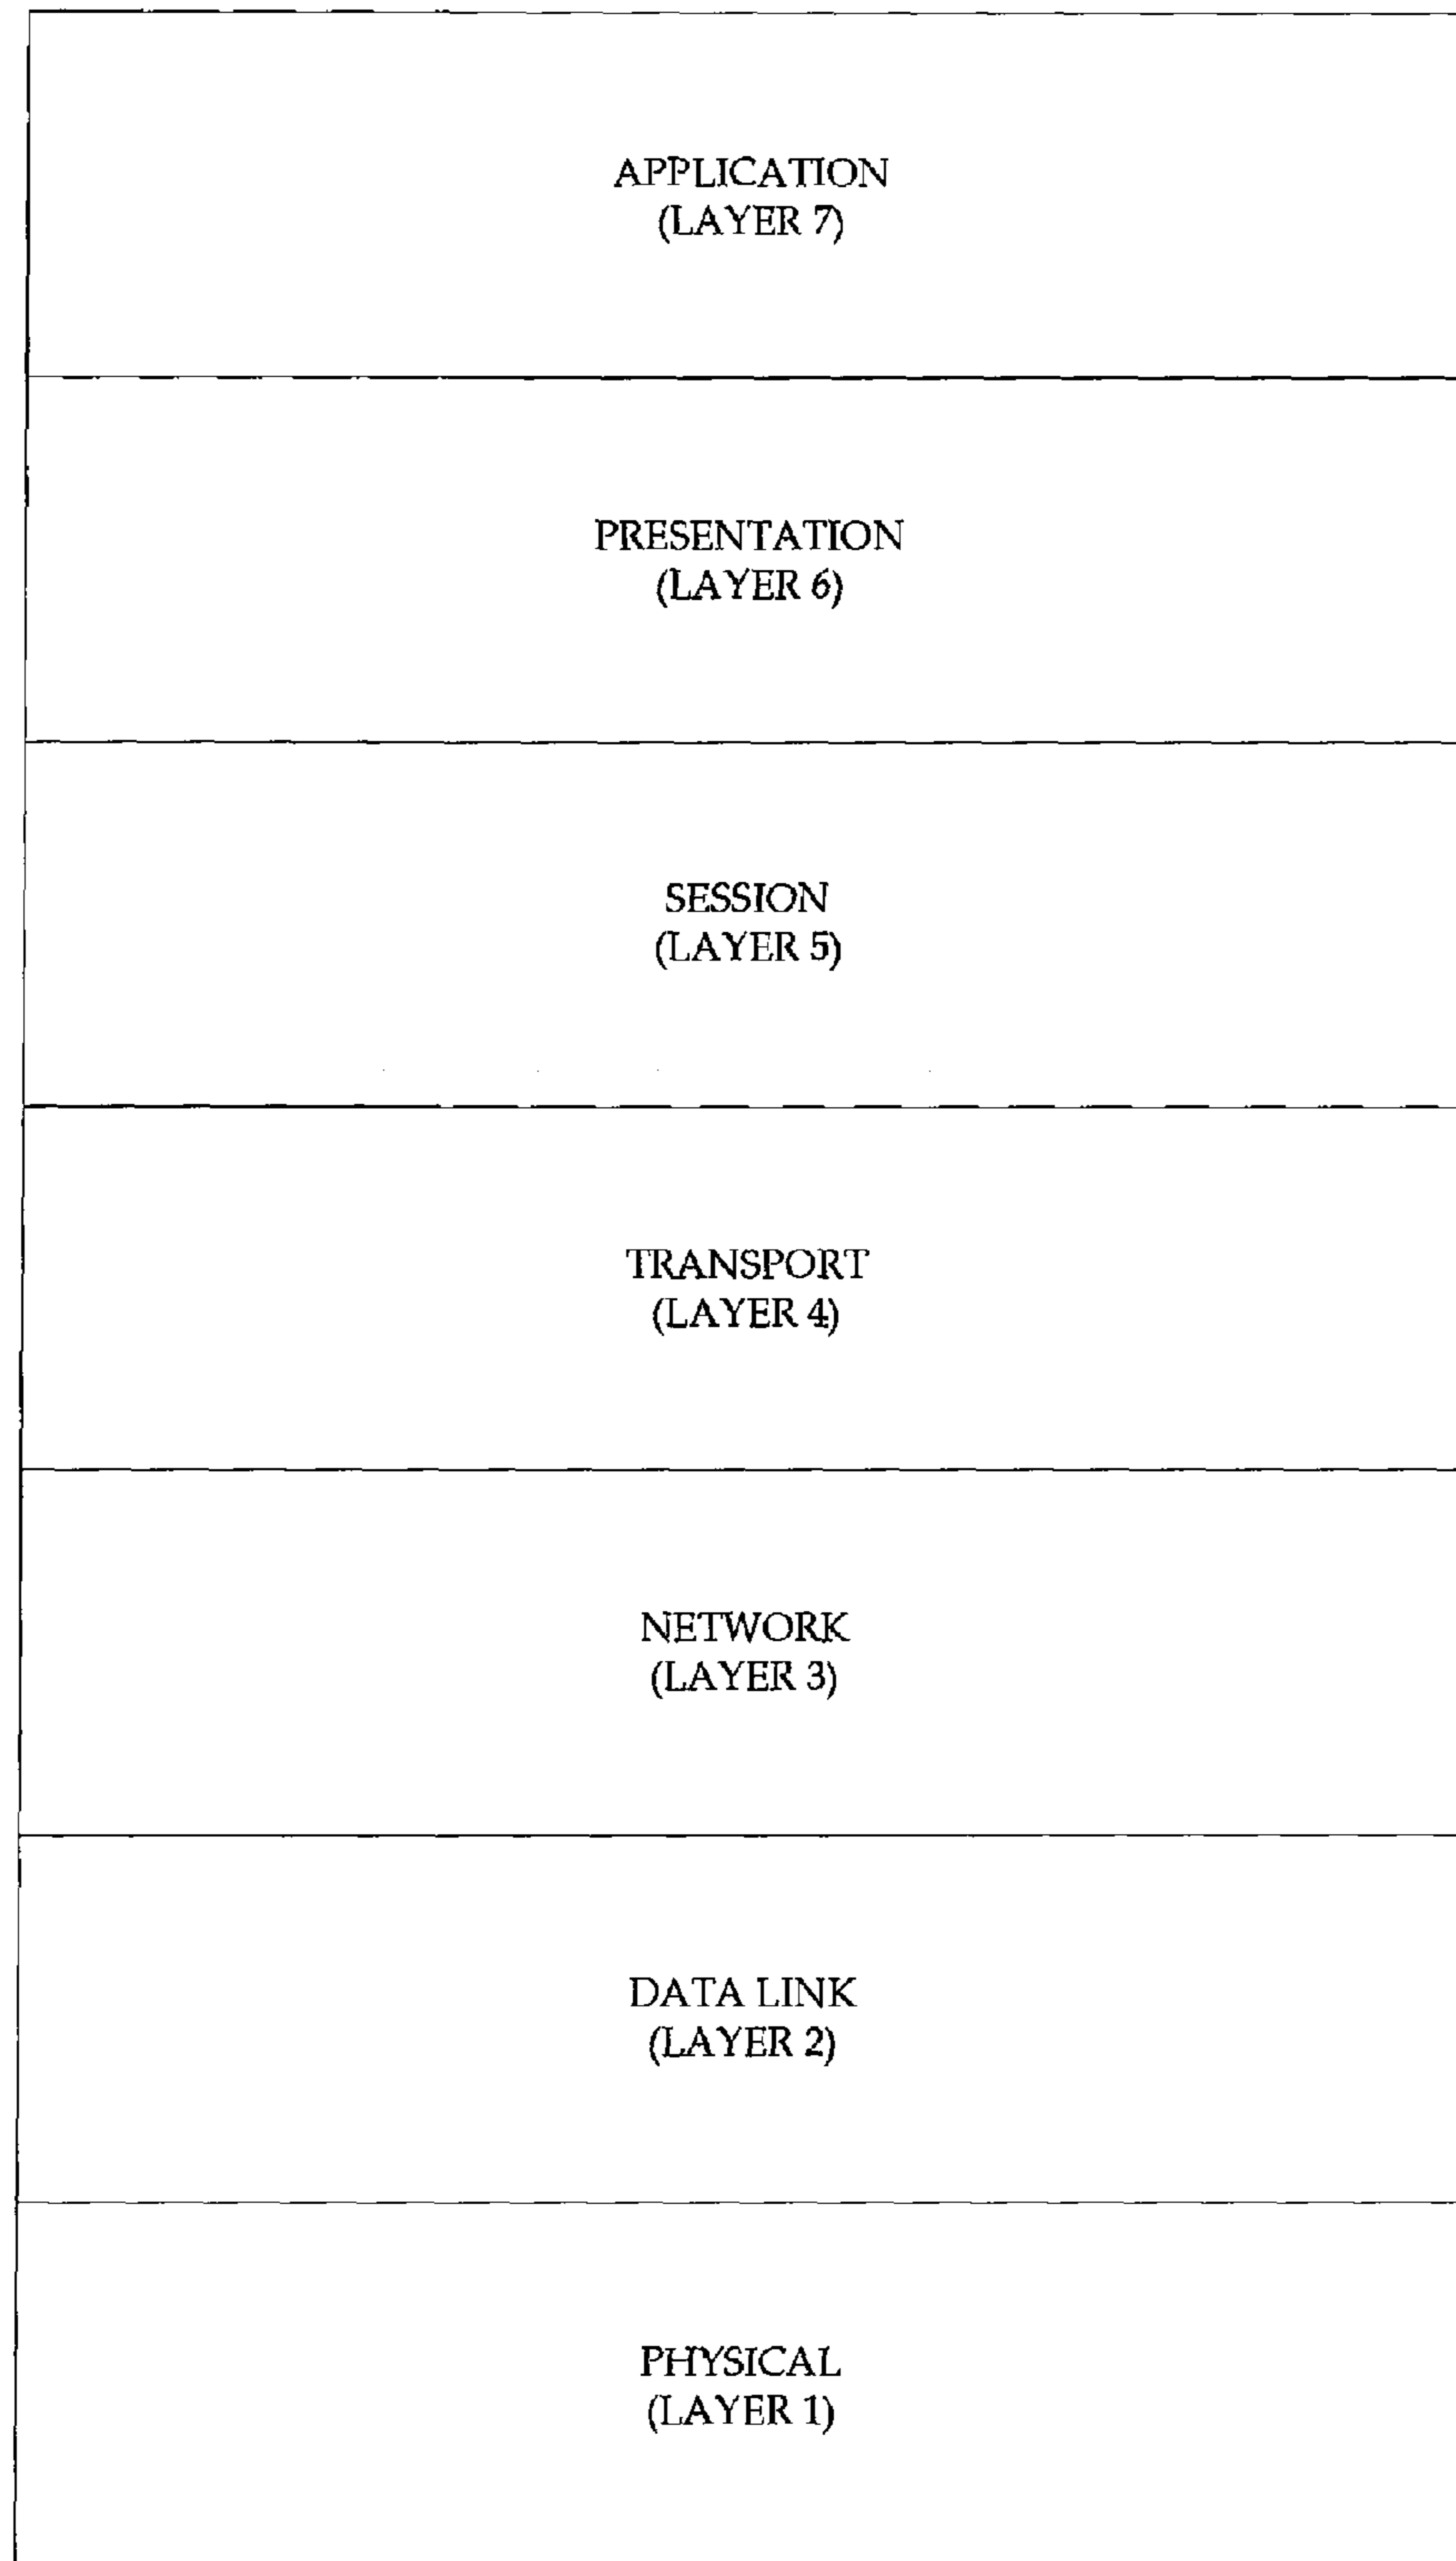 APPLICATION
(LAYER 7)
PRESENTATION
(LAYER 6)
SESSION
(LAYER 5)
TRANSPORT
(LAYER 4)
NETWORK
(LAYER 3)
DATA LINK
(LAYER 2)
PHYSICAL
(LAYER 1)